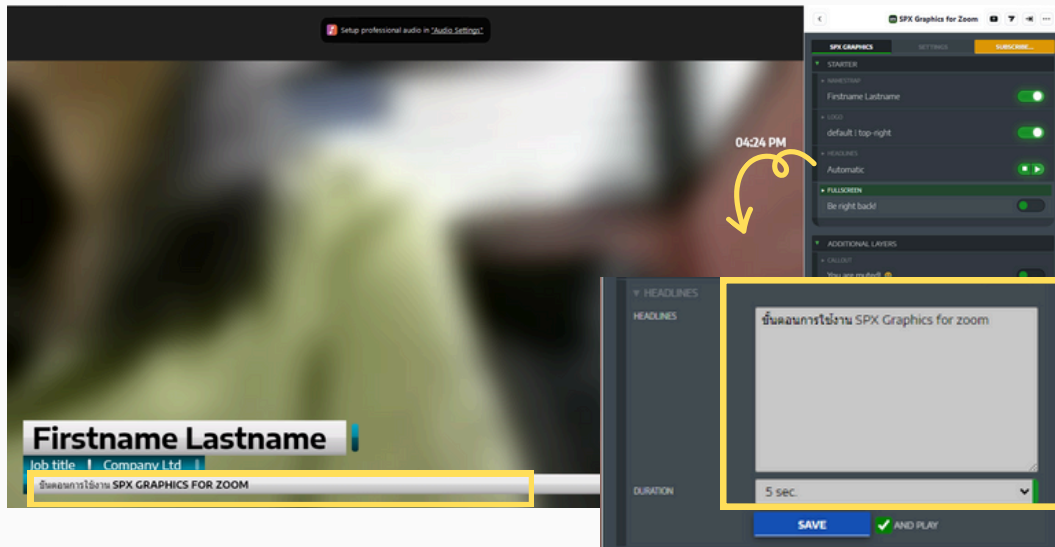 Setup professional audio in "Audio Settings"
SPX Graphics for Zoom
SPX GRAPHICS
SETTINGS
SUBSCRIBE...
STARTER
NAMESTRAP
Firstname Lastname
LOGO
default | top-right
04:24 PM
HEADLINES
Automatic
FULLSCREEN
Be right back!
ADDITIONAL LAYERS
CALLOUT
You are muted!
HEADLINES
HEADLINES
ขั้นตอนการใช้งาน SPX Graphics for zoom
Firstname Lastname
Job title | Company Ltd
ขั้นตอนการใช้งาน SPX GRAPHICS FOR ZOOM
DURATION
5 sec.
SAVE
AND PLAY